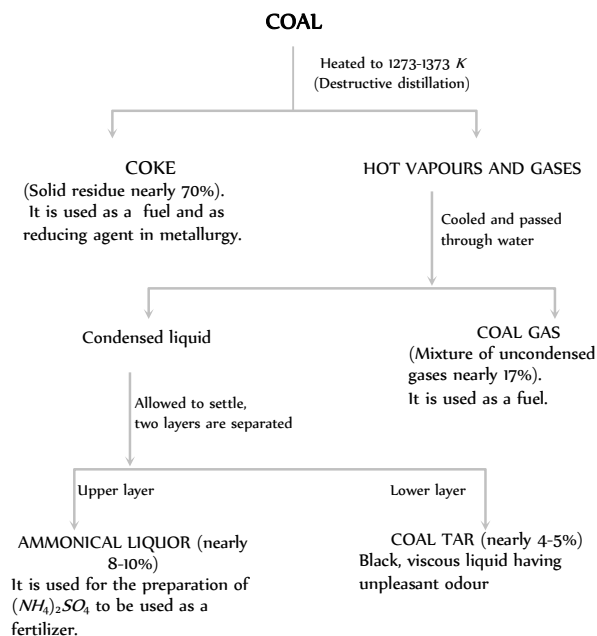 COAL
Heated to 1273-1373 K
(Destructive distillation)
COKE
(Solid residue nearly 70%).
It is used as a fuel and as
reducing agent in metallurgy.
HOT VAPOURS AND GASES
Cooled and passed
through water
Condensed liquid
COAL GAS
(Mixture of uncondensed
gases nearly 17%).
It is used as a fuel.
Allowed to settle,
two layers are separated
Upper layer
Lower layer
AMMONICAL LIQUOR (nearly
8-10%)
It is used for the preparation of
(NH₄)₂SO₄ to be used as a
fertilizer.
COAL TAR (nearly 4-5%)
Black, viscous liquid having
unpleasant odour